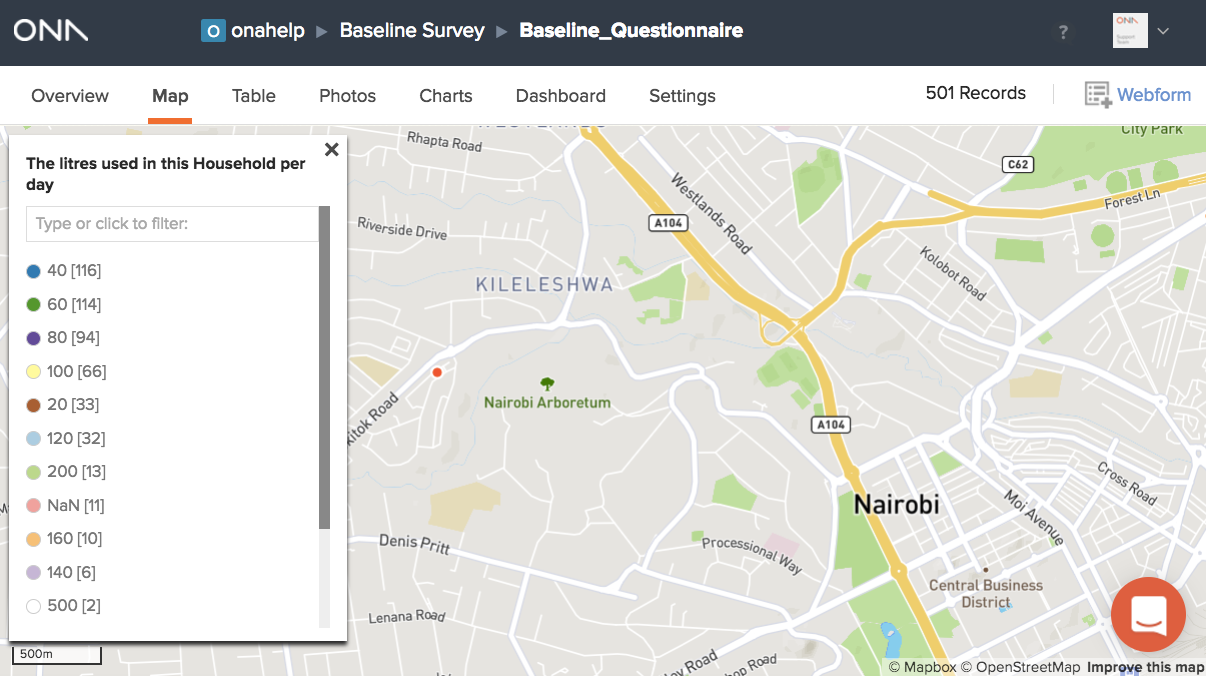 ONA
O onahelp ▶ Baseline Survey ▶ Baseline_Questionnaire
?
Overview
Map
Table
Photos
Charts
Dashboard
Settings
501 Records
Webform
The litres used in this Household per
day
Type or click to filter:
40 [116]
60 [114]
80 [94]
100 [66]
20 [33]
120 [32]
200 [13]
NaN [11]
160 [10]
140 [6]
500 [2]
500m
Rhapta Road
City Park
C62
Westlands Road
Forest Ln
A104
Riverside Drive
Kolobot Road
KILELESHWA
Nairobi Arboretum
A104
Cross Road
Nairobi
Moi Avenue
Denis Pritt
Processional Way
Central Business
District
Lenana Road
© Mapbox © OpenStreetMap Improve this map